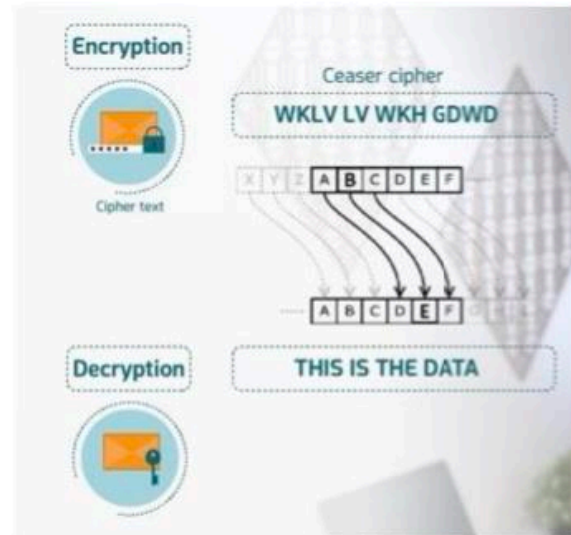 Encryption
Ceaser cipher
WKLV LV WKH GDWD
Cipher text
X Y Z A B C D E F
A B C D E F G H I
Decryption
THIS IS THE DATA